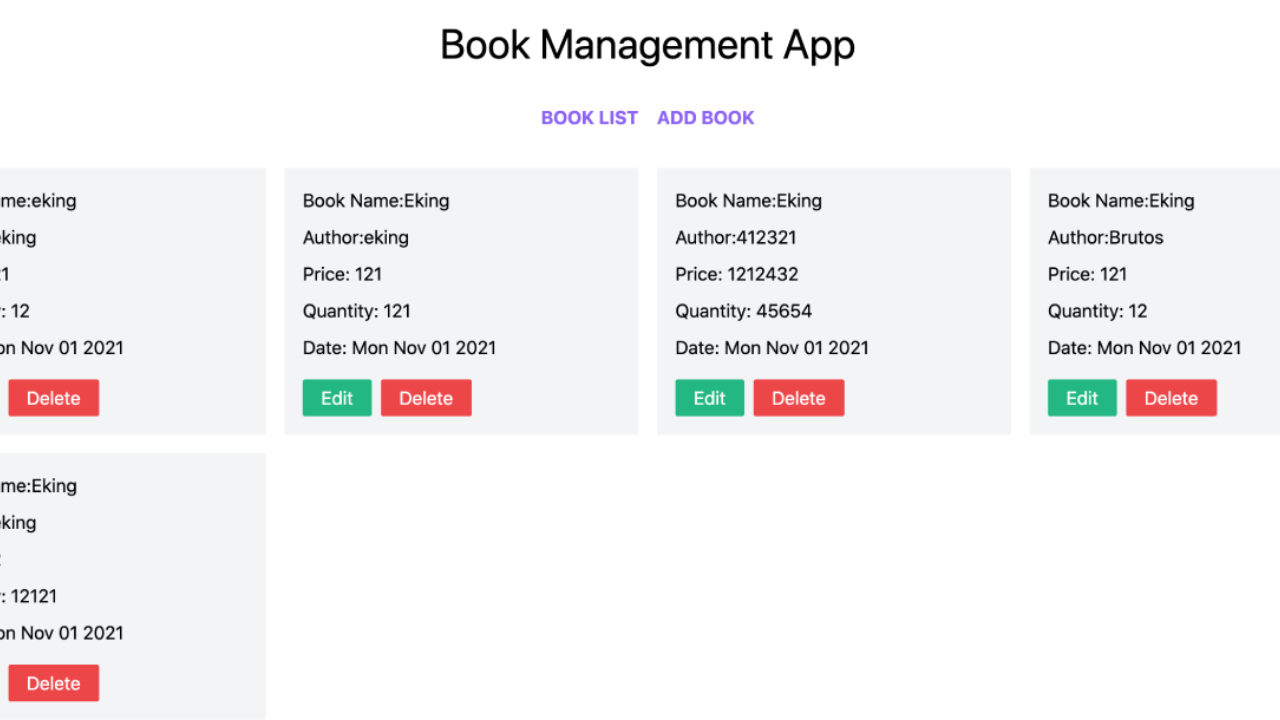 Book Management App
BOOK LIST ADD BOOK
me:eking
king
1
: 12
on Nov 01 2021
Delete
Book Name:Eking
Author:eking
Price: 121
Quantity: 121
Date: Mon Nov 01 2021
Edit Delete
Book Name:Eking
Author:412321
Price: 1212432
Quantity: 45654
Date: Mon Nov 01 2021
Edit Delete
Book Name:Eking
Author:Brutos
Price: 121
Quantity: 12
Date: Mon Nov 01 2021
Edit Delete
me:Eking
king
: 12121
on Nov 01 2021
Delete